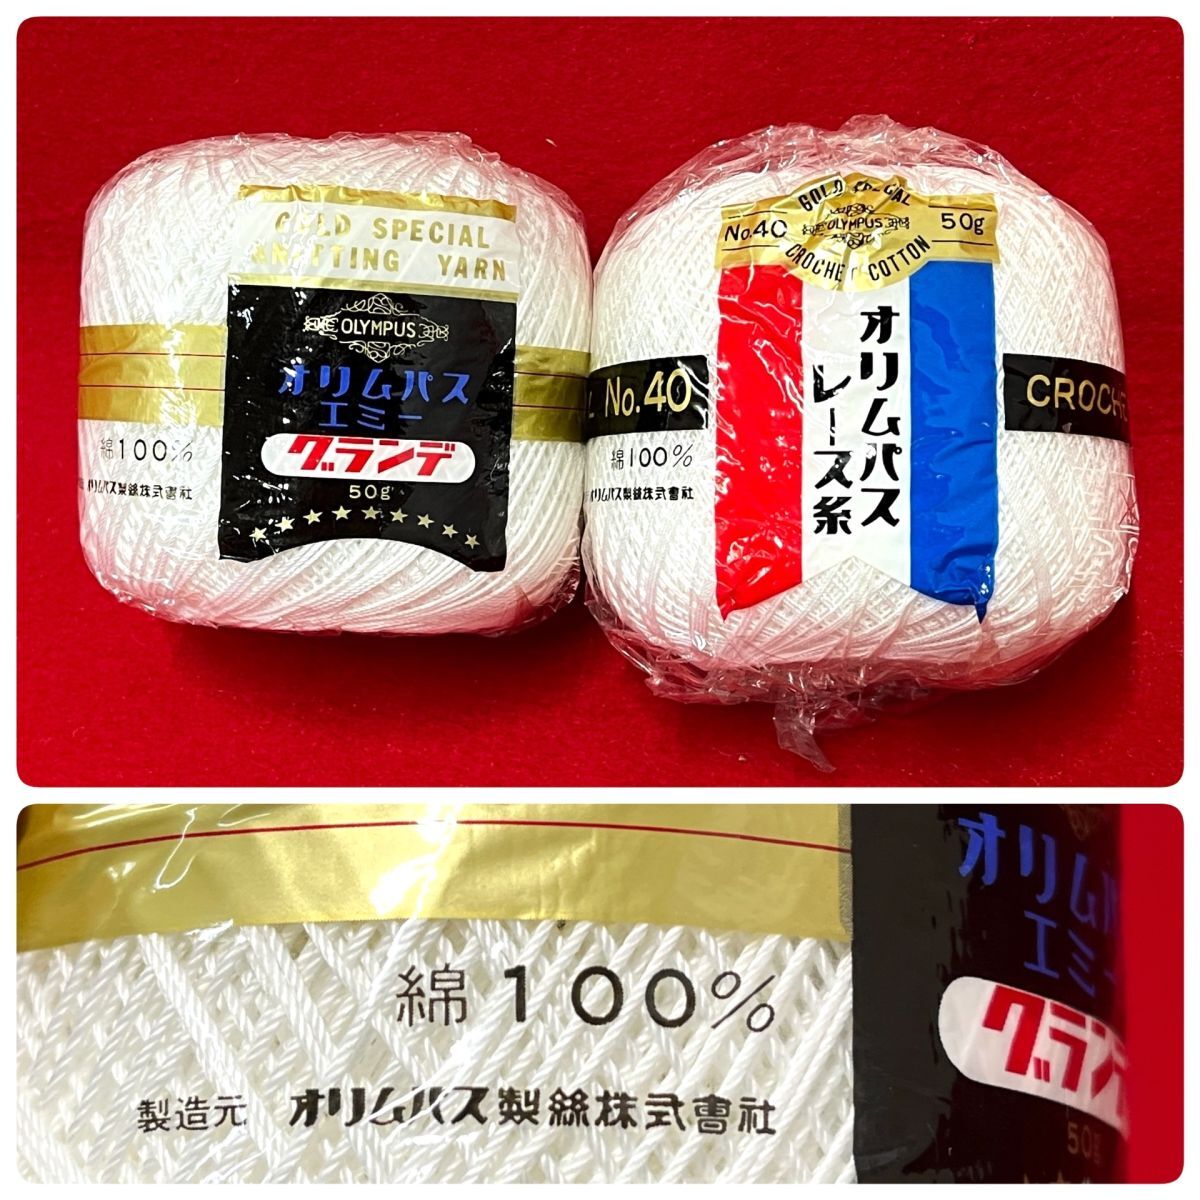 GOLD SPECIAL
KNITTING YARN
OLYMPUS
オリムパス
エミー
グランデ
50g
綿100%
オリムパス製絲株式會社
GOLD SPECIAL
No.40
OLYMPUS
50g
CROCHET COTTON
オリムパス
レース糸
No.40
CROCHE
綿100%
オリムパス製絲株式會社
綿100%
製造元 オリムパス製絲株式會社
オリムパ
エミー
グランデ
50g